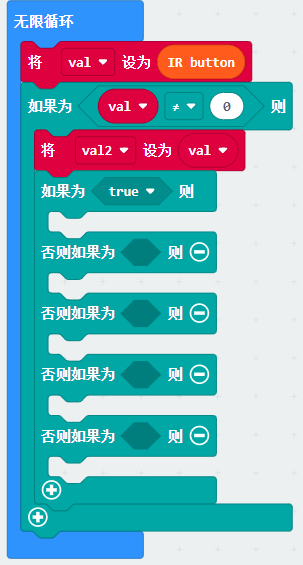 无限循环
将 val 设为 IR button
如果为 val ≠ 0 则
将 val2 设为 val
如果为 true 则
否则如果为 则
否则如果为 则
否则如果为 则
否则如果为 则